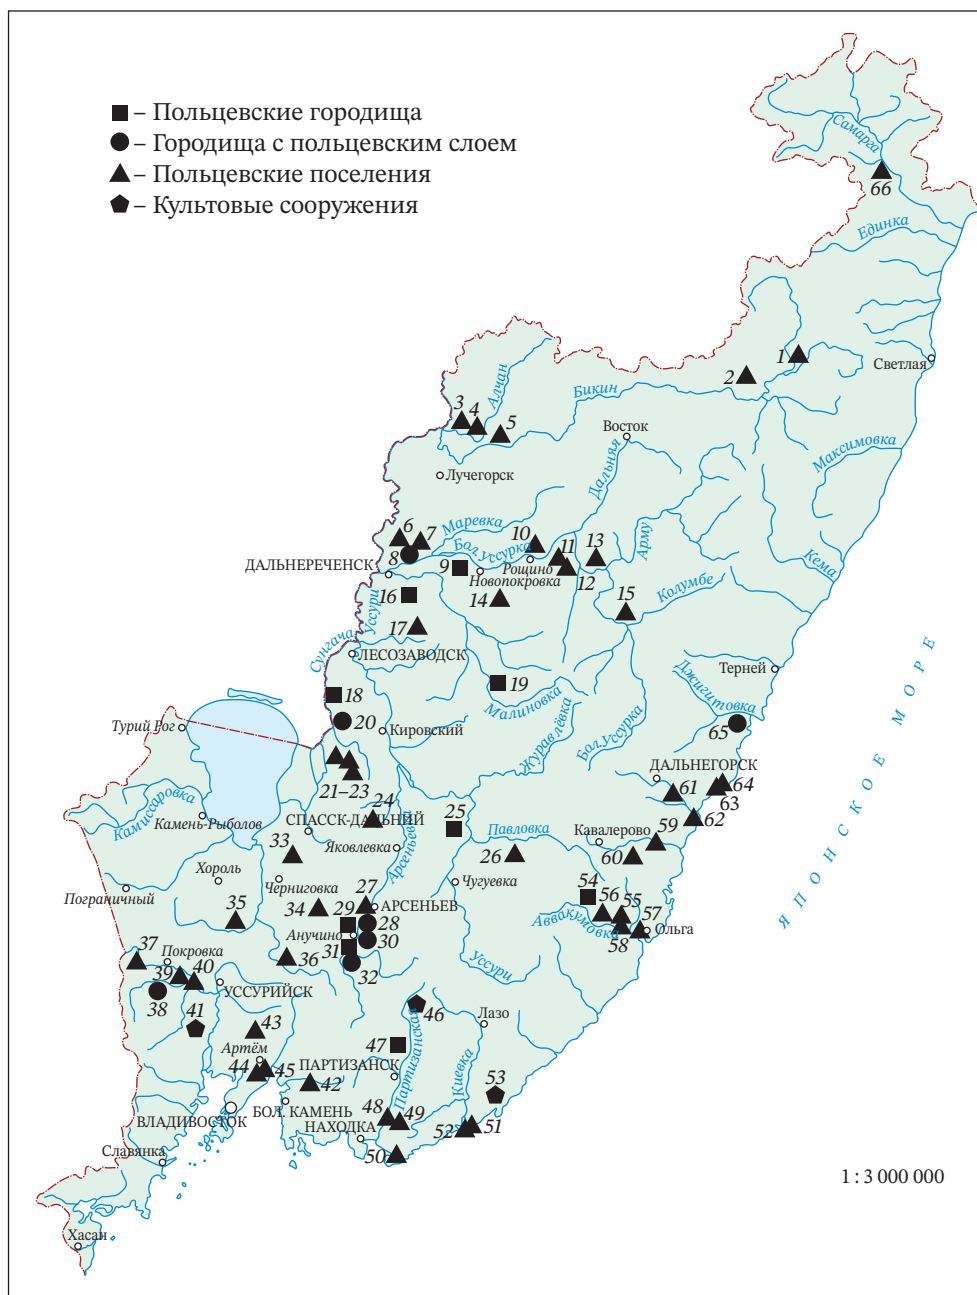 – Польцевские городища
– Городища с польцевским слоем
– Польцевские поселения
– Культовые сооружения
Самарга
66
Единка
1
Светлая
2
Бикин
Алчан
3
4
5
Восток
Лучегорск
Дальняя
Максимовка
6
7
Маревка
8
Бол. Уссурка
10
11
12
13
Арму
Кема
9
Рощино
Новопокровка
ДАЛЬНЕРЕЧЕНСК
16
14
15
Колумбе
Уссури
17
Сунгача
ЛЕСОЗАВОДСК
Терней
18
19
Малиновка
Джигитовка
20
Кировский
Журавлёвка
Бол. Уссурка
65
Турий Рог
21–23
ДАЛЬНЕГОРСК
61
64
63
62
Камиссаровка
Камень-Рыболов
24
СПАССК-ДАЛЬНИЙ
25
Павловка
Кавалерово
59
60
33
Яковлевка
Арсеньевка
26
Хороль
Черниговка
Чугуевка
Пограничный
27
АРСЕНЬЕВ
54
56
55
57
35
34
29
28
Аввакумовка
58
Ольга
Анучино
30
31
32
36
37
Покровка
39
40
38
УССУРИЙСК
Уссури
41
46
Лазо
43
Партизанская
Артём
47
44
45
42
ПАРТИЗАНСК
Киевка
53
БОЛ. КАМЕНЬ
48
49
ВЛАДИВОСТОК
НАХОДКА
52
51
50
Славянка
Хасан
ЯПОНСКОЕ МОРЕ
1 : 3 000 000